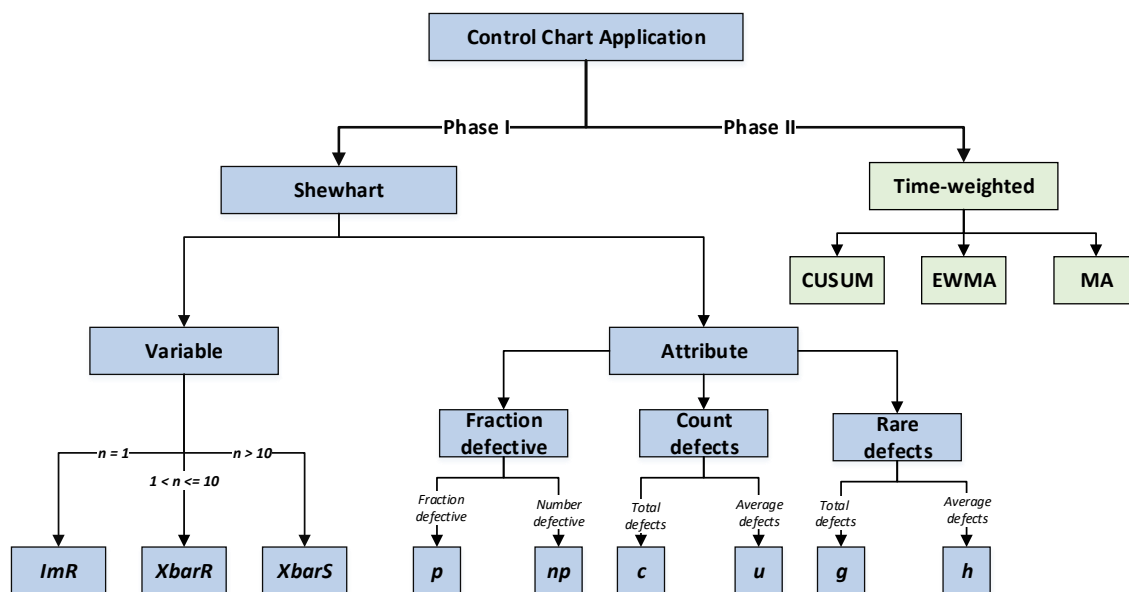 Control Chart Application
Phase I
Phase II
Shewhart
Time-weighted
CUSUM
EWMA
MA
Variable
Attribute
Fraction
defective
Count
defects
Rare
defects
n = 1
n > 10
1 < n <= 10
Fraction
defective
Number
defective
Total
defects
Average
defects
Total
defects
Average
defects
ImR
XbarR
XbarS
p
np
c
u
g
h